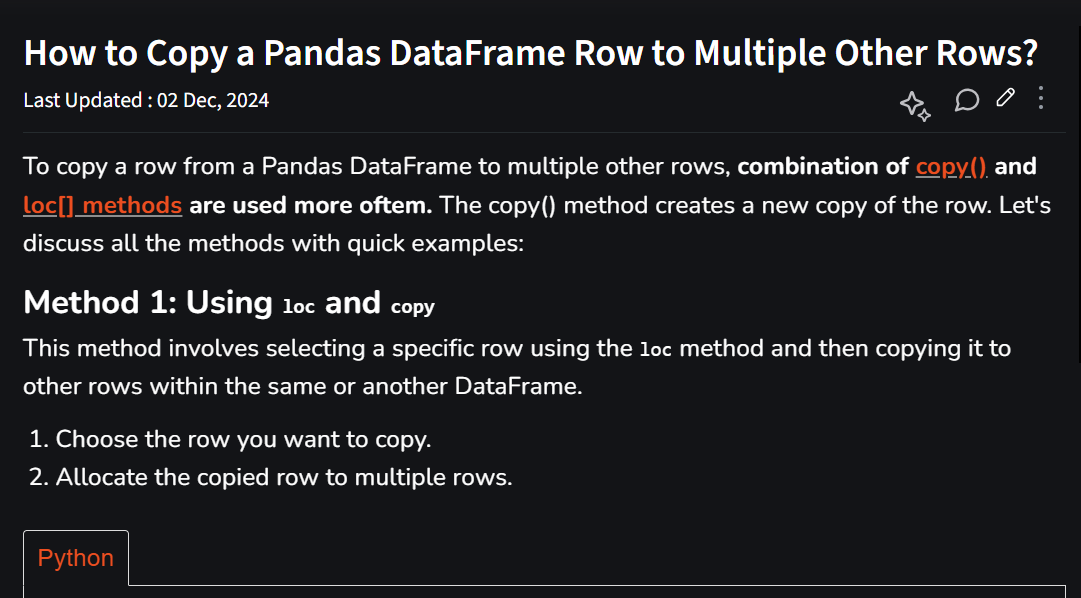 How to Copy a Pandas DataFrame Row to Multiple Other Rows?
Last Updated : 02 Dec, 2024
To copy a row from a Pandas DataFrame to multiple other rows, combination of copy() and
loc[] methods are used more oftem. The copy() method creates a new copy of the row. Let's
discuss all the methods with quick examples:
Method 1: Using loc and copy
This method involves selecting a specific row using the loc method and then copying it to
other rows within the same or another DataFrame.
1. Choose the row you want to copy.
2. Allocate the copied row to multiple rows.
Python